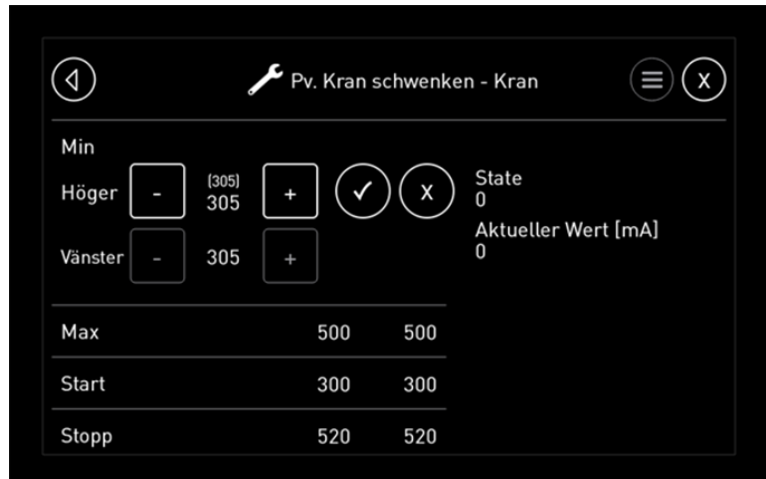 Pv. Kran schwenken - Kran
X
Min
Höger - (305) 305 + X
Vänster - 305 +
State
0
Aktueller Wert [mA]
0
Max 500 500
Start 300 300
Stopp 520 520